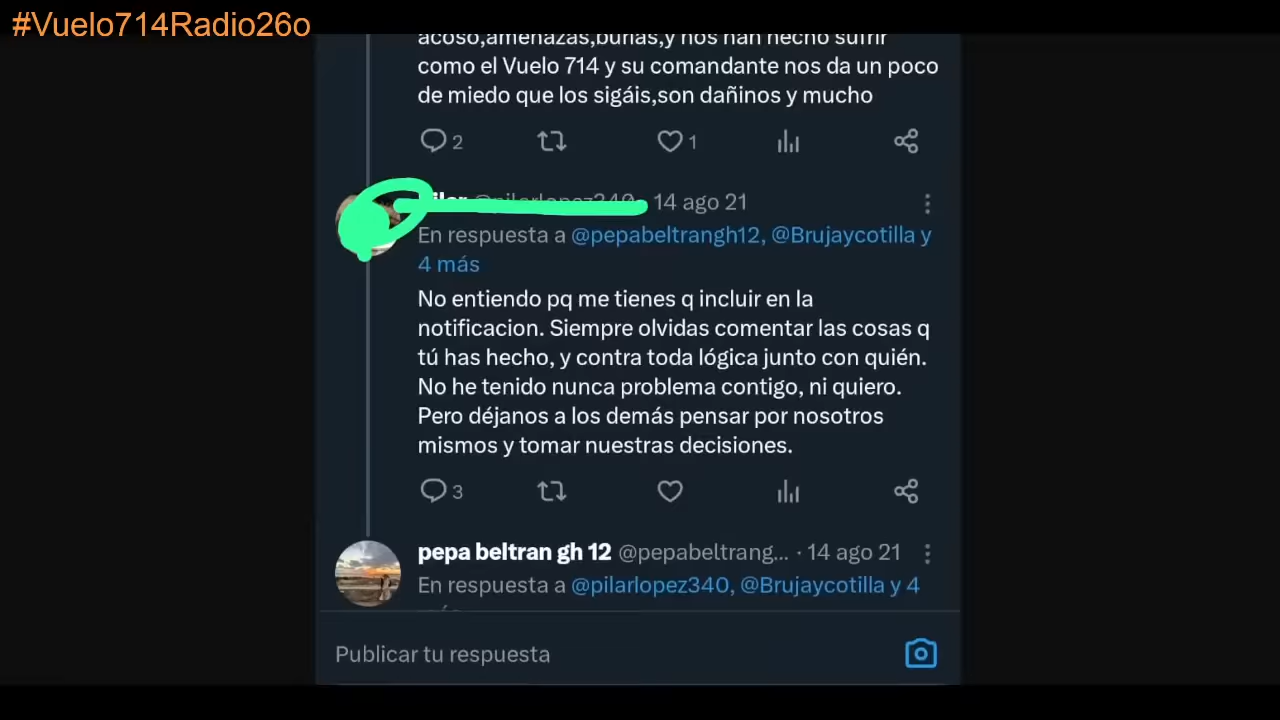 #Vuelo714Radio26o
acoso,amenazas,burlas,y nos han hecho sufrir
como el Vuelo 714 y su comandante nos da un poco
de miedo que los sigáis,son dañinos y mucho
2
1
14 ago 21
En respuesta a @pepabeltrangh12, @Brujaycotilla y
4 más
No entiendo pq me tienes q incluir en la
notificacion. Siempre olvidas comentar las cosas q
tú has hecho, y contra toda lógica junto con quién.
No he tenido nunca problema contigo, ni quiero.
Pero déjanos a los demás pensar por nosotros
mismos y tomar nuestras decisiones.
3
pepa beltran gh 12 @pepabeltrang... · 14 ago 21
En respuesta a @pilarlopez340, @Brujaycotilla y 4
Publicar tu respuesta